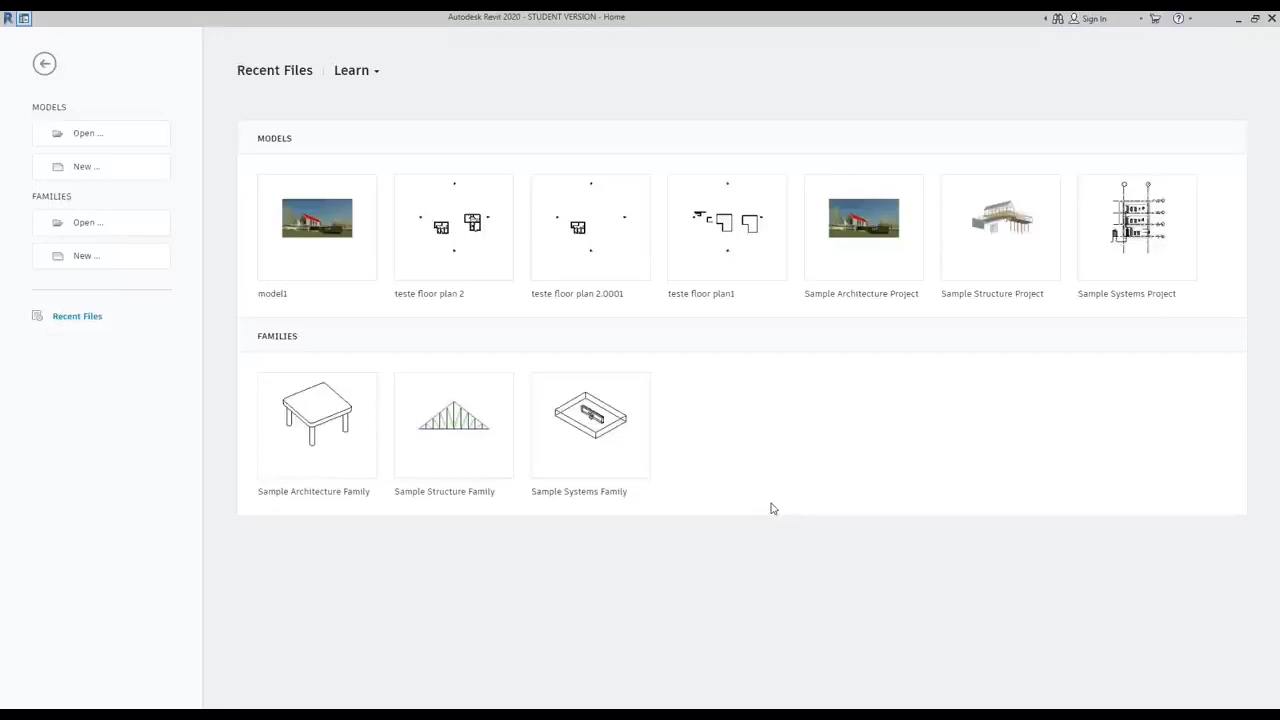 Autodesk Revit 2020 - STUDENT VERSION - Home
Sign In
Recent Files
Learn
MODELS
Open ...
New ...
FAMILIES
Open ...
New ...
Recent Files
MODELS
model1
teste floor plan 2
teste floor plan 2.0001
teste floor plan1
Sample Architecture Project
Sample Structure Project
Sample Systems Project
FAMILIES
Sample Architecture Family
Sample Structure Family
Sample Systems Family